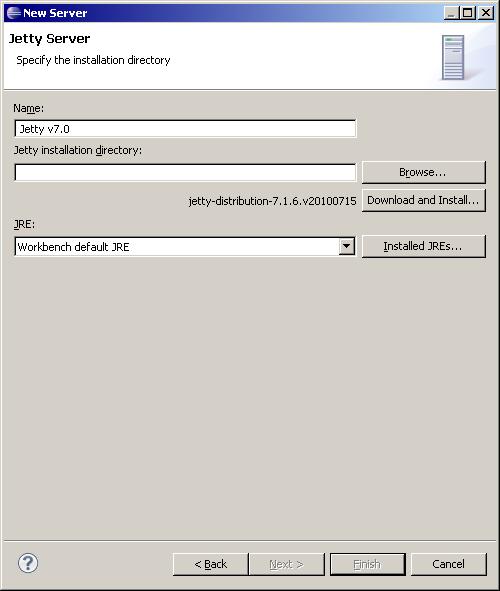 New Server
Jetty Server
Specify the installation directory
Name:
Jetty v7.0
Jetty installation directory:
Browse...
jetty-distribution-7.1.6.v20100715
Download and Install...
JRE:
Workbench default JRE
Installed JREs...
?
< Back
Next >
Finish
Cancel